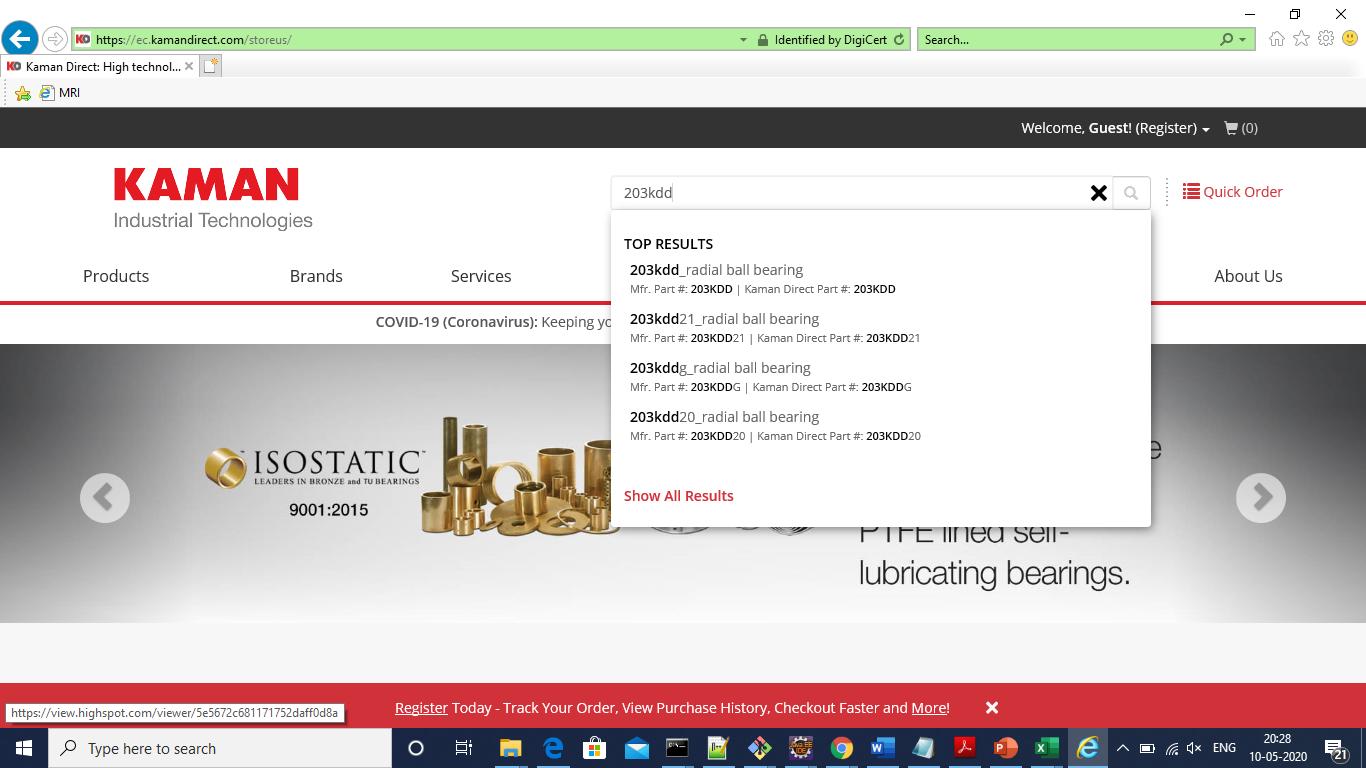 https://ec.kamandirect.com/storeus/
Identified by DigiCert
Search...
Kaman Direct: High technol...
MRI
Welcome, Guest! (Register)
(0)
KAMAN
Industrial Technologies
203kdd
Quick Order
TOP RESULTS
203kdd_radial ball bearing
Mfr. Part #: 203KDD | Kaman Direct Part #: 203KDD
203kdd21_radial ball bearing
Mfr. Part #: 203KDD21 | Kaman Direct Part #: 203KDD21
203kddg_radial ball bearing
Mfr. Part #: 203KDDG | Kaman Direct Part #: 203KDDG
203kdd20_radial ball bearing
Mfr. Part #: 203KDD20 | Kaman Direct Part #: 203KDD20
Show All Results
Products Brands Services About Us
COVID-19 (Coronavirus): Keeping
ISOSTATIC
LEADERS IN BRONZE and TU BEARINGS
9001:2015
PTFE lined self-
lubricating bearings.
Register Today - Track Your Order, View Purchase History, Checkout Faster and More!
https://view.highspot.com/viewer/5e5672c681171752daff0d8a
Type here to search
ENG
20:28
10-05-2020
21